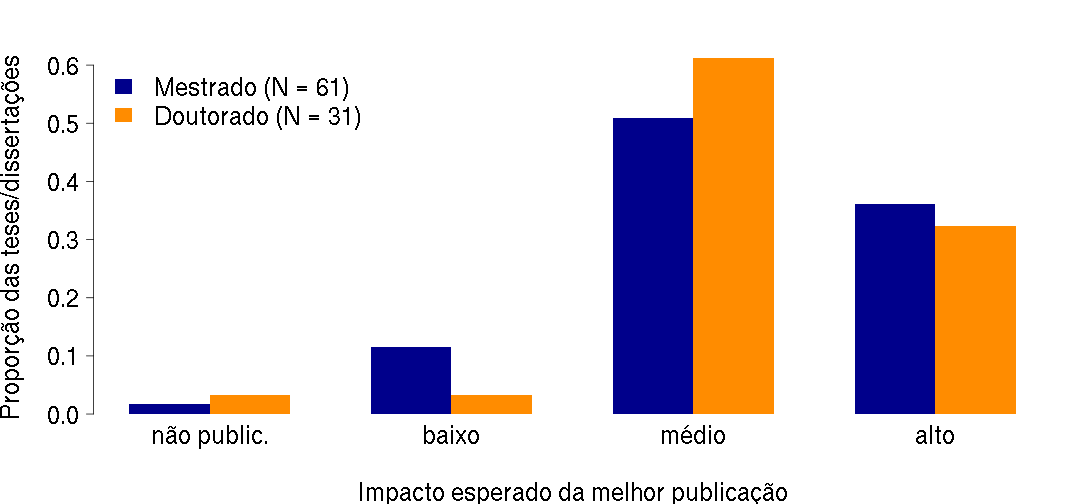 Proporção das teses/dissertações
0.6
0.5
0.4
0.3
0.2
0.1
0.0
Mestrado (N = 61)
Doutorado (N = 31)
não public.
baixo
médio
alto
Impacto esperado da melhor publicação